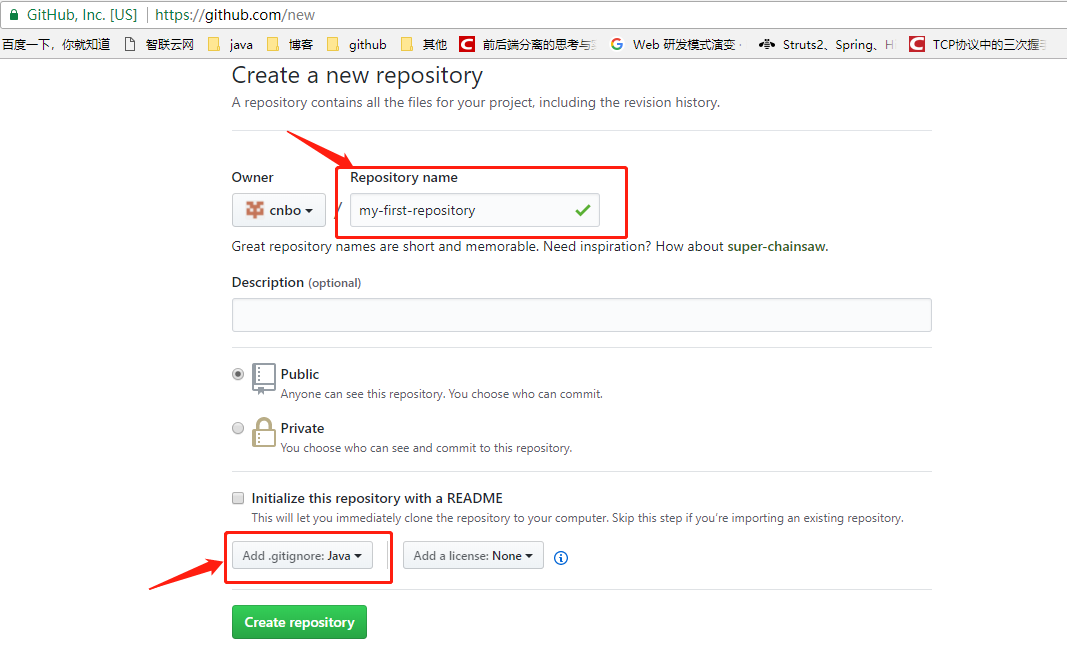 GitHub, Inc. [US] https://github.com/new
百度一下，你就知道 智联云网 java 博客 github 其他 前后端分离的思考与 Web 研发模式演变 · Struts2、Spring、H TCP协议中的三次握
Create a new repository
A repository contains all the files for your project, including the revision history.
Owner Repository name
cnbo / my-first-repository
Great repository names are short and memorable. Need inspiration? How about super-chainsaw.
Description (optional)
Public
Anyone can see this repository. You choose who can commit.
Private
You choose who can see and commit to this repository.
Initialize this repository with a README
This will let you immediately clone the repository to your computer. Skip this step if you're importing an existing repository.
Add .gitignore: Java Add a license: None
Create repository